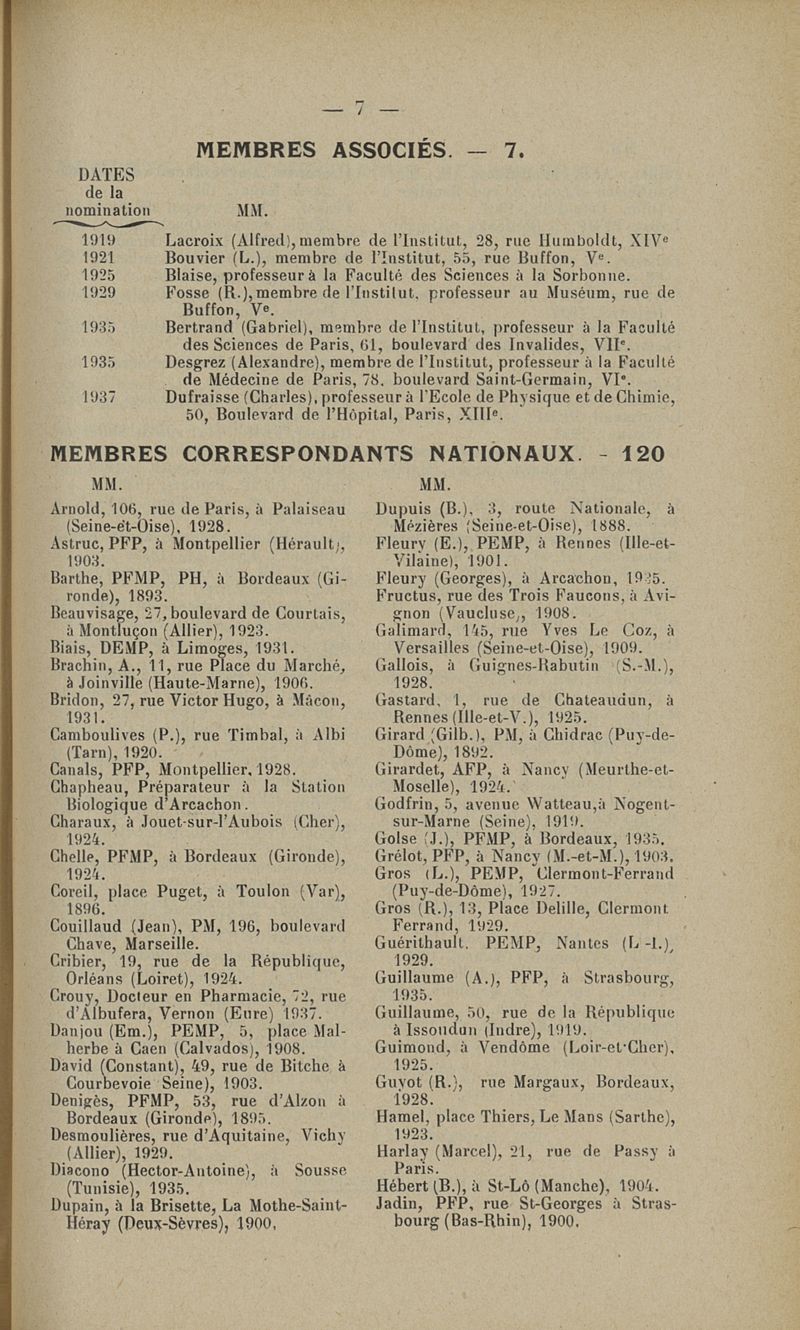 — 7 —
MEMBRES ASSOCIÉS. — 7.
DATES
de la
nomination MM.
1919 Lacroix (Alfred), membre de l'Institut, 28, rue Humboldt, XIVe
1921 Bouvier (L.), membre de l'Institut, 55, rue Buffon, Ve.
1925 Blaise, professeur à la Faculté des Sciences à la Sorbonne.
1929 Fosse (R.), membre de l'Institut, professeur au Muséum, rue de
Buffon, Ve.
1935 Bertrand (Gabriel), membre de l'Institut, professeur à la Faculté
des Sciences de Paris, 61, boulevard des Invalides, VIIe.
1935 Desgrez (Alexandre), membre de l'Institut, professeur à la Faculté
de Médecine de Paris, 78. boulevard Saint-Germain, VIe.
1937 Dufraisse (Charles), professeur à l'Ecole de Physique et de Chimie,
50, Boulevard de l'Hôpital, Paris, XIIIe.
MEMBRES CORRESPONDANTS NATIONAUX. - 120
MM.
Arnold, 106, rue de Paris, à Palaiseau
(Seine-et-Oise), 1928.
Astruc, PFP, à Montpellier (Hérault),
1903.
Barthe, PFMP, PH, à Bordeaux (Gi-
ronde), 1893.
Beauvisage, 27, boulevard de Courtais,
à Montluçon (Allier), 1923.
Biais, DEMP, à Limoges, 1931.
Brachin, A., 11, rue Place du Marché,
à Joinville (Haute-Marne), 1906.
Bridon, 27, rue Victor Hugo, à Mâcon,
1931.
Camboulives (P.), rue Timbal, à Albi
(Tarn), 1920.
Canals, PFP, Montpellier, 1928.
Chapheau, Préparateur à la Station
Biologique d'Arcachon.
Charaux, à Jouet-sur-l'Aubois (Cher),
1924.
Chelle, PFMP, à Bordeaux (Gironde),
1924.
Coreil, place Puget, à Toulon (Var),
1896.
Couillaud (Jean), PM, 196, boulevard
Chave, Marseille.
Cribier, 19, rue de la République,
Orléans (Loiret), 1924.
Crouy, Docteur en Pharmacie, 72, rue
d'Albufera, Vernon (Eure) 1937.
Danjou (Em.), PEMP, 5, place Mal-
herbe à Caen (Calvados), 1908.
David (Constant), 49, rue de Bitche à
Courbevoie Seine), 1903.
Denigès, PFMP, 53, rue d'Alzon à
Bordeaux (Gironde), 1895.
Desmoulières, rue d'Aquitaine, Vichy
(Allier), 1929.
Diacono (Hector-Antoine), à Sousse
(Tunisie), 1935.
Dupain, à la Brisette, La Mothe-Saint-
Héray (Deux-Sèvres), 1900,
MM.
Dupuis (B.), 3, route Nationale, à
Mézières (Seine-et-Oise), 1888.
Fleury (E.), PEMP, à Rennes (Ille-et-
Vilaine), 1901.
Fleury (Georges), à Arcachon, 1935.
Fructus, rue des Trois Faucons, à Avi-
gnon (Vaucluse), 1908.
Galimard, 145, rue Yves Le Coz, à
Versailles (Seine-et-Oise), 1909.
Gallois, à Guignes-Rabutin (S.-M.),
1928.
Gastard, 1, rue de Chateaudun, à
Rennes (Ille-et-V.), 1925.
Girard (Gilb.), PM, à Chidrac (Puy-de-
Dôme), 1892.
Girardet, AFP, à Nancy (Meurthe-et-
Moselle), 1924.
Godfrin, 5, avenue Watteau, à Nogent-
sur-Marne (Seine), 1919.
Golse (J.), PFMP, à Bordeaux, 1935.
Grélot, PFP, à Nancy (M.-et-M.), 1903.
Gros (L.), PEMP, Clermont-Ferrand
(Puy-de-Dôme), 1927.
Gros (R.), 13, Place Delille, Clermont
Ferrand, 1929.
Guérithault. PEMP, Nantes (L-I.),
1929.
Guillaume (A.), PFP, à Strasbourg,
1935.
Guillaume, 50, rue de la République
à Issoudun (Indre), 1919.
Guimond, à Vendôme (Loir-et-Cher),
1925.
Guyot (R.), rue Margaux, Bordeaux,
1928.
Hamel, place Thiers, Le Mans (Sarthe),
1923.
Harlay (Marcel), 21, rue de Passy à
Paris.
Hébert (B.), à St-Lô (Manche), 1904.
Jadin, PFP, rue St-Georges à Stras-
bourg (Bas-Rhin), 1900.